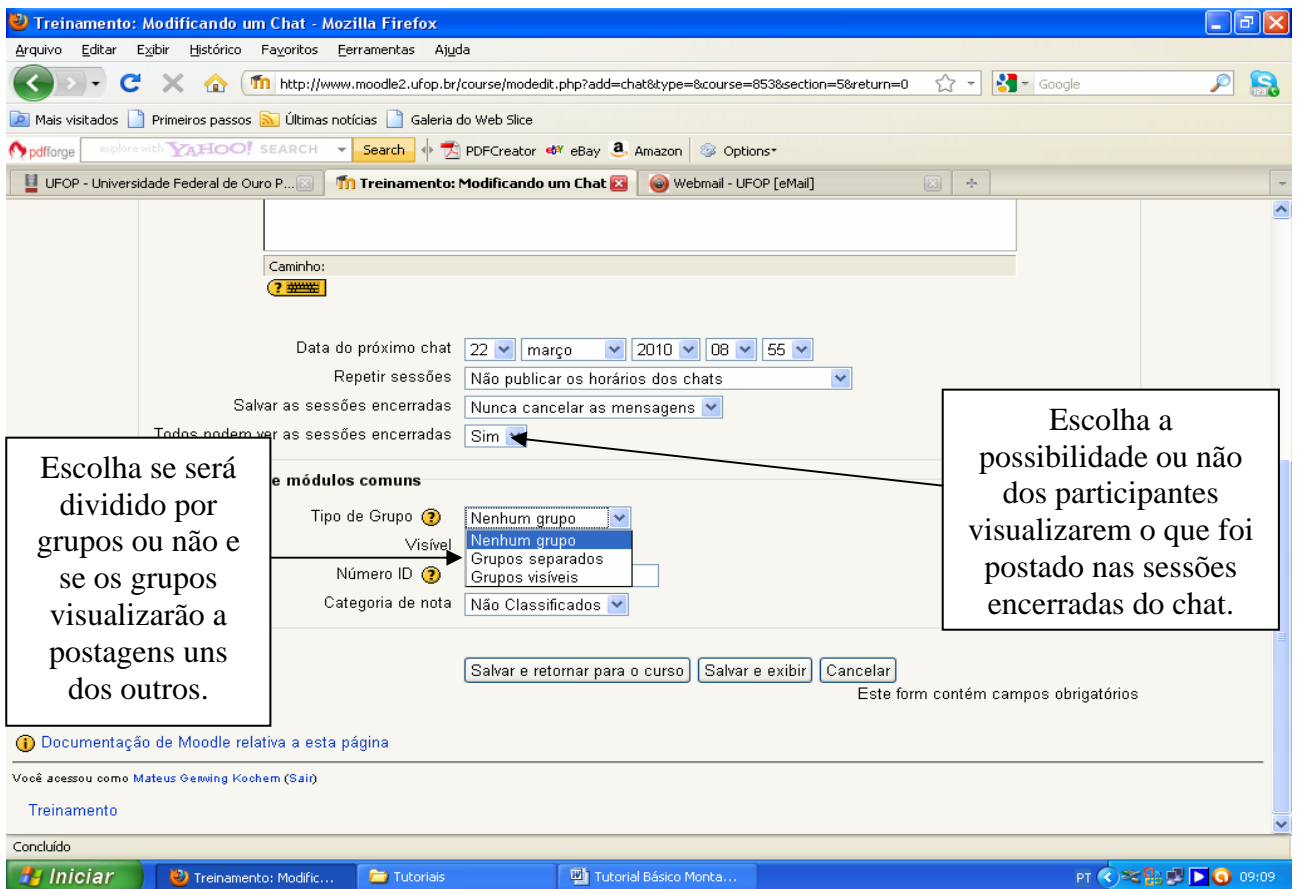 Treinamento: Modificando um Chat - Mozilla Firefox
Arquivo Editar Exibir Histórico Favoritos Ferramentas Ajuda
http://www.moodle2.ufop.br/course/modedit.php?add=chat&type=&course=853&section=5&return=0
Google
Mais visitados Primeiros passos Últimas notícias Galeria do Web Slice
pdfforge explore with YAHOO! SEARCH Search PDFCreator eBay Amazon Options
UFOP - Universidade Federal de Ouro P... Treinamento: Modificando um Chat Webmail - UFOP [eMail]
Caminho:
Data do próximo chat 22 março 2010 08 55
Repetir sessões Não publicar os horários dos chats
Salvar as sessões encerradas Nunca cancelar as mensagens
Todos podem ver as sessões encerradas Sim
e módulos comuns
Tipo de Grupo Nenhum grupo
Visível Nenhum grupo
Grupos separados
Número ID Grupos visíveis
Categoria de nota Não Classificados
Escolha se será
dividido por
grupos ou não e
se os grupos
visualizarão a
postagens uns
dos outros.
Escolha a
possibilidade ou não
dos participantes
visualizarem o que foi
postado nas sessões
encerradas do chat.
Salvar e retornar para o curso Salvar e exibir Cancelar
Este form contém campos obrigatórios
Documentação de Moodle relativa a esta página
Você acessou como Mateus Gerwing Kochem (Sair)
Treinamento
Concluído
Iniciar Treinamento: Modific... Tutoriais Tutorial Básico Monta... PT 09:09